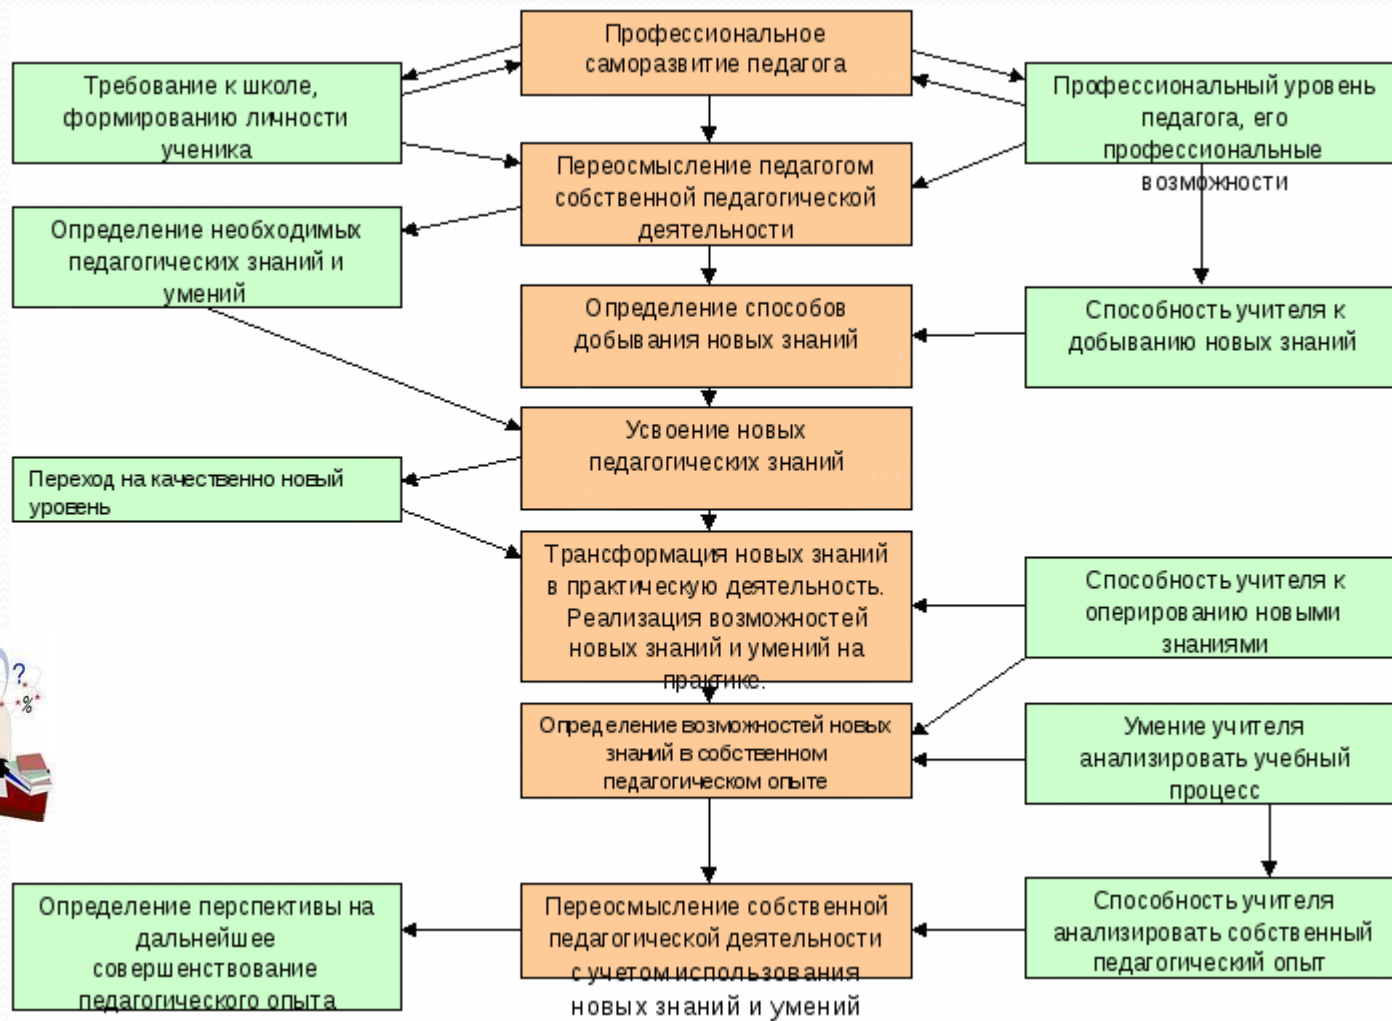 Профессиональное
саморазвитие педагога
Требование к школе,
формированию личности
ученика
Профессиональный уровень
педагога, его
профессиональные
возможности
Переосмысление педагогом
собственной педагогической
деятельности
Определение необходимых
педагогических знаний и
умений
Определение способов
добывания новых знаний
Способность учителя к
добыванию новых знаний
Усвоение новых
педагогических знаний
Переход на качественно новый
уровень
Трансформация новых знаний
в практическую деятельность.
Реализация возможностей
новых знаний и умений на
практике.
Способность учителя к
оперированию новыми
знаниями
?
%
Определение возможностей новых
знаний в собственном
педагогическом опыте
Умение учителя
анализировать учебный
процесс
Определение перспективы на
дальнейшее
совершенствование
педагогического опыта
Переосмысление собственной
педагогической деятельности
с учетом использования
новых знаний и умений
Способность учителя
анализировать собственный
педагогический опыт